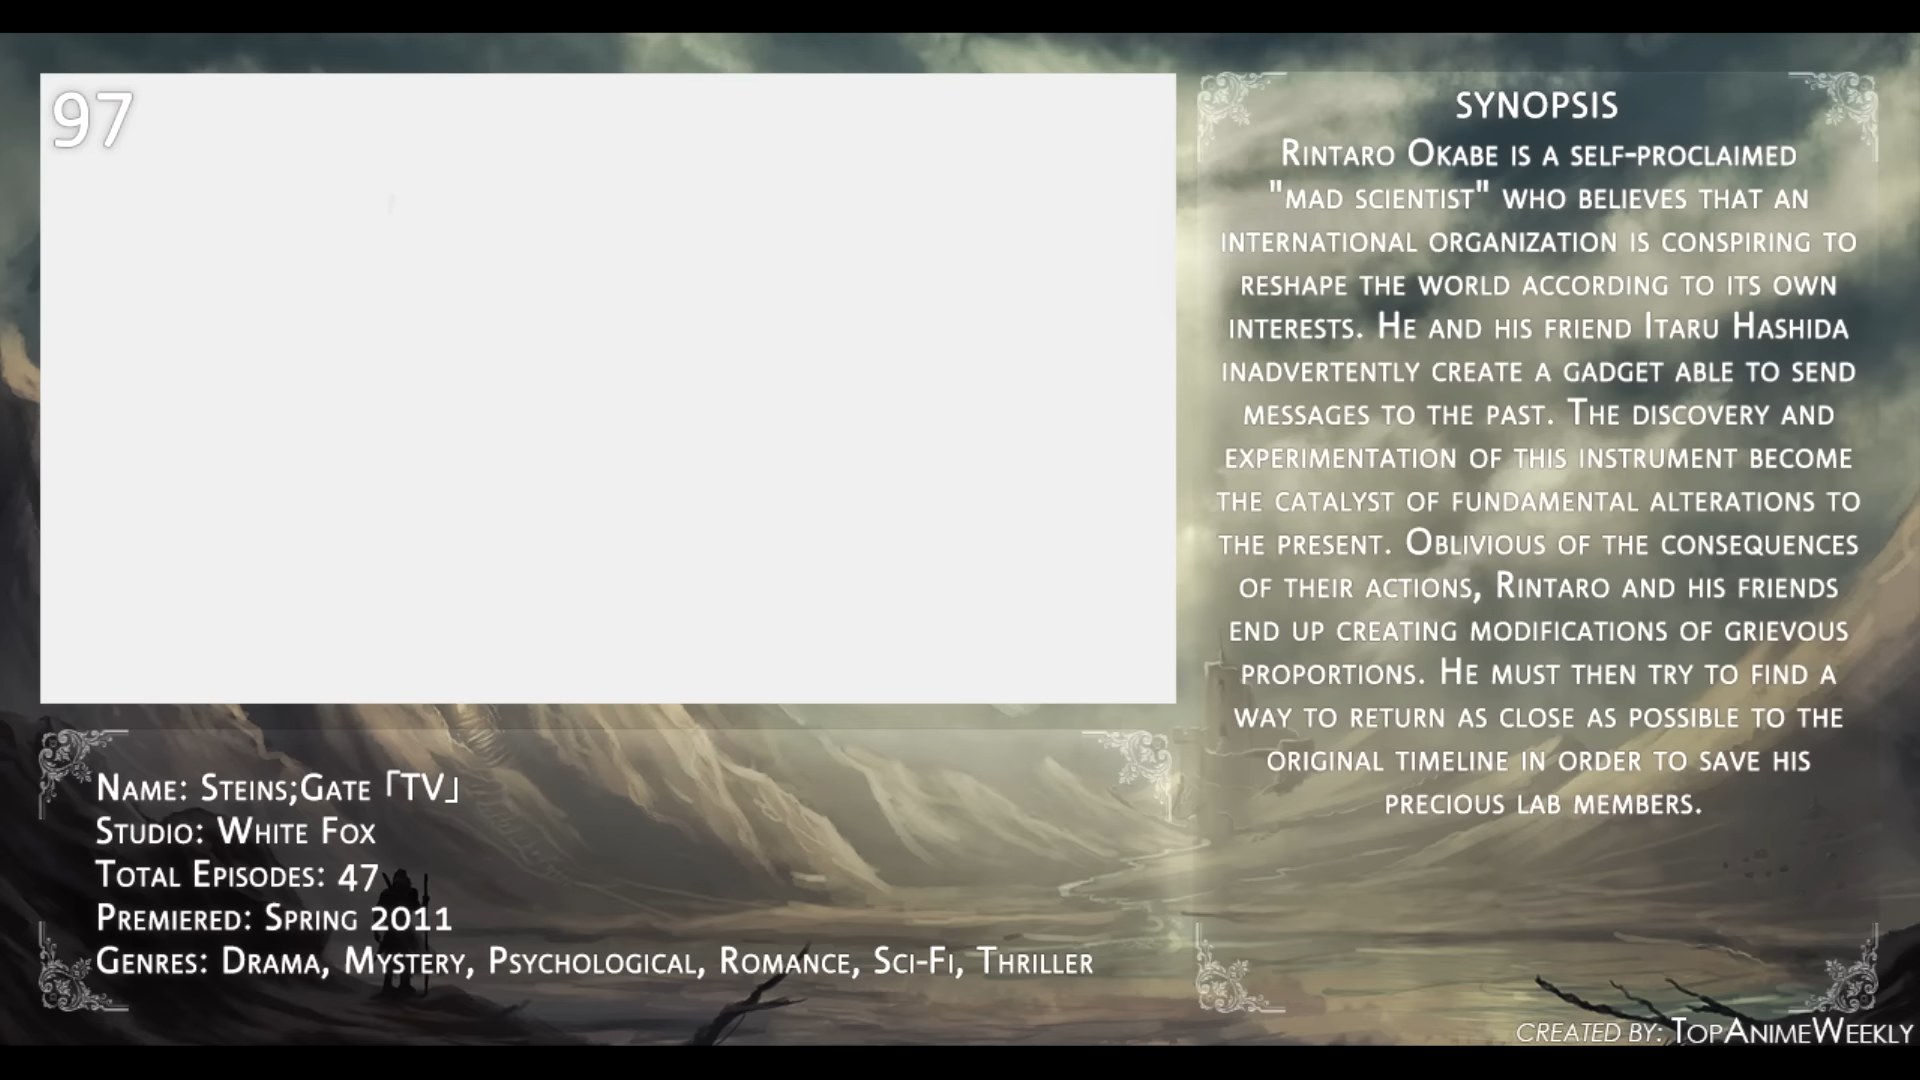 97
SYNOPSIS
Rintaro Okabe is a self-proclaimed
"mad scientist" who believes that an
international organization is conspiring to
reshape the world according to its own
interests. He and his friend Itaru Hashida
inadvertently create a gadget able to send
messages to the past. The discovery and
experimentation of this instrument become
the catalyst of fundamental alterations to
the present. Oblivious of the consequences
of their actions, Rintaro and his friends
end up creating modifications of grievous
proportions. He must then try to find a
way to return as close as possible to the
original timeline in order to save his
precious lab members.
Name: Steins;Gate「TV」
Studio: White Fox
Total Episodes: 47
Premiered: Spring 2011
Genres: Drama, Mystery, Psychological, Romance, Sci-Fi, Thriller
CREATED BY: TopAnimeWeekly